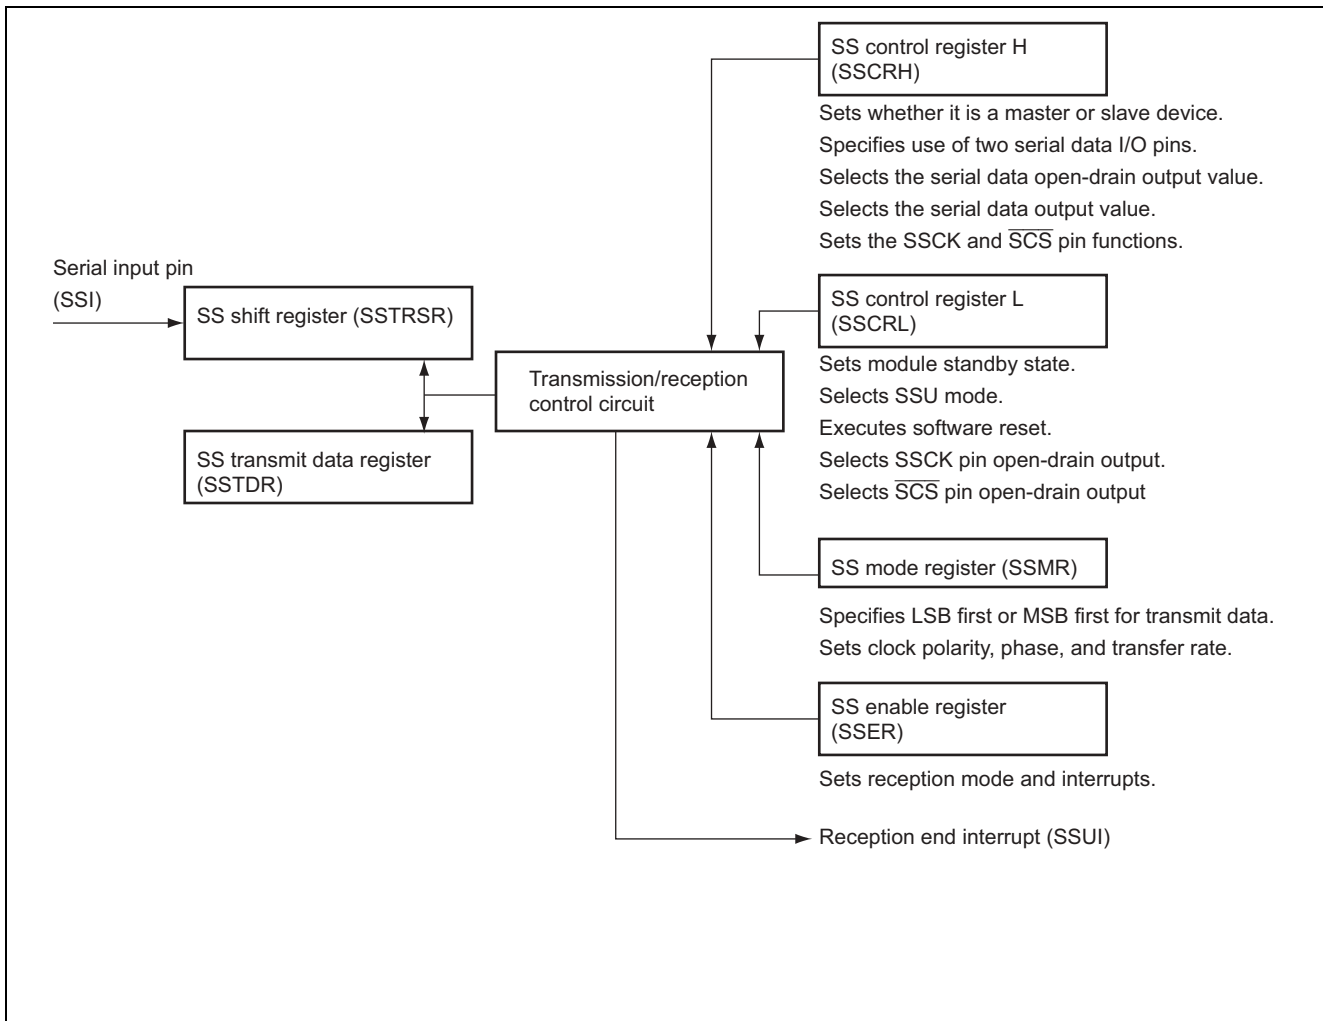 Serial input pin
(SSI)
SS shift register (SSTRSR)
SS transmit data register
(SSTDR)
Transmission/reception
control circuit
SS control register H
(SSCRH)
Sets whether it is a master or slave device.
Specifies use of two serial data I/O pins.
Selects the serial data open-drain output value.
Selects the serial data output value.
Sets the SSCK and S̅C̅S̅ pin functions.
SS control register L
(SSCRL)
Sets module standby state.
Selects SSU mode.
Executes software reset.
Selects SSCK pin open-drain output.
Selects S̅C̅S̅ pin open-drain output
SS mode register (SSMR)
Specifies LSB first or MSB first for transmit data.
Sets clock polarity, phase, and transfer rate.
SS enable register
(SSER)
Sets reception mode and interrupts.
Reception end interrupt (SSUI)